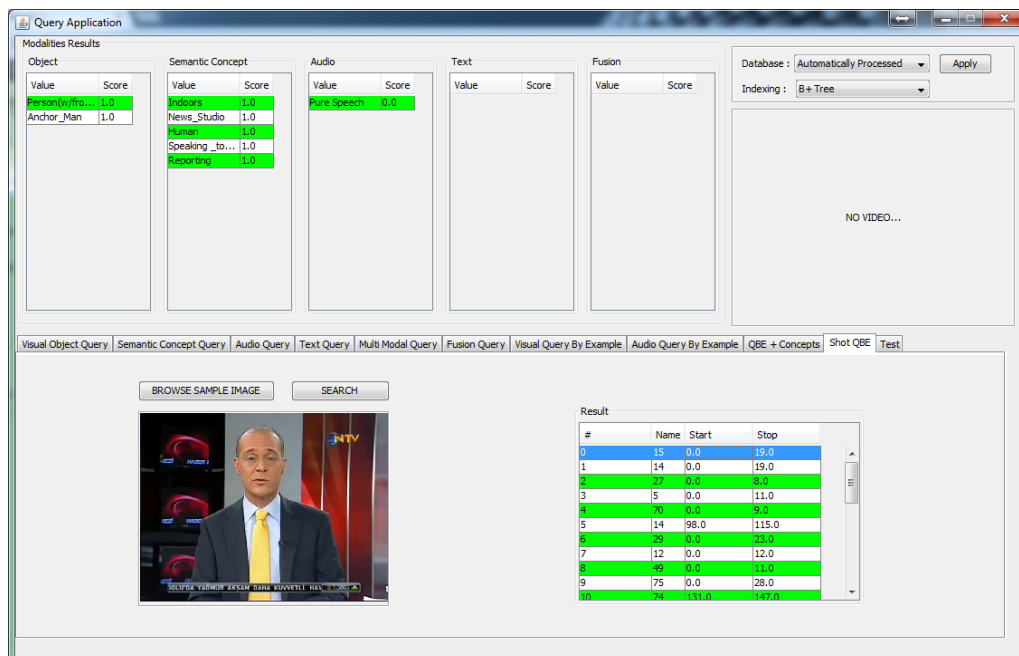 Query Application
Modalities Results
Object
Value Score
Person(w/fro... 1.0
Anchor_Man 1.0
Semantic Concept
Value Score
Indoors 1.0
News_Studio 1.0
Human 1.0
Speaking _to... 1.0
Reporting 1.0
Audio
Value Score
Pure Speech 0.0
Text
Value Score
Fusion
Value Score
Database : Automatically Processed Apply
Indexing : B+ Tree
NO VIDEO...
Visual Object Query Semantic Concept Query Audio Query Text Query Multi Modal Query Fusion Query Visual Query By Example Audio Query By Example QBE + Concepts Shot QBE Test
BROWSE SAMPLE IMAGE SEARCH
NTV
HABER
AKŞAM DAHA KUVVETLİ
Result
# Name Start Stop
0 15 0.0 19.0
1 14 0.0 19.0
2 27 0.0 8.0
3 5 0.0 11.0
4 70 0.0 9.0
5 14 98.0 115.0
6 29 0.0 23.0
7 12 0.0 12.0
8 49 0.0 11.0
9 75 0.0 28.0
10 74 131.0 147.0